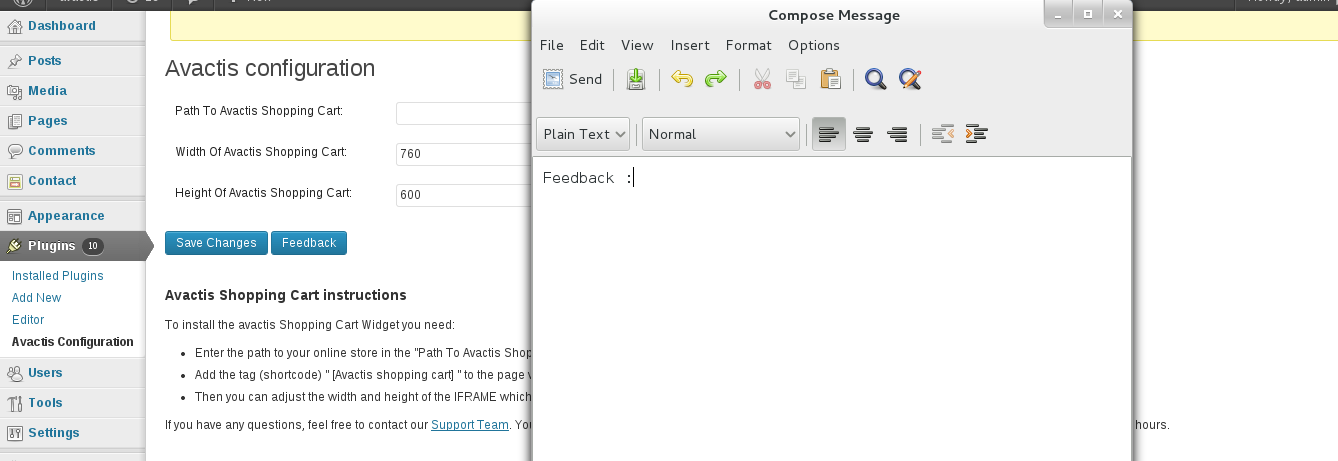 Dashboard
Posts
Media
Pages
Comments
Contact
Appearance
Plugins 10
Installed Plugins
Add New
Editor
Avactis Configuration
Users
Tools
Settings
Avactis configuration
Path To Avactis Shopping Cart:
Width Of Avactis Shopping Cart: 760
Height Of Avactis Shopping Cart: 600
Save Changes Feedback
Avactis Shopping Cart instructions
To install the avactis Shopping Cart Widget you need:
Enter the path to your online store in the "Path To Avactis Shop
Add the tag (shortcode) " [Avactis shopping cart] " to the page
Then you can adjust the width and height of the IFRAME which
If you have any questions, feel free to contact our Support Team. You hours.
Compose Message
File Edit View Insert Format Options
Send
Plain Text Normal
Feedback :